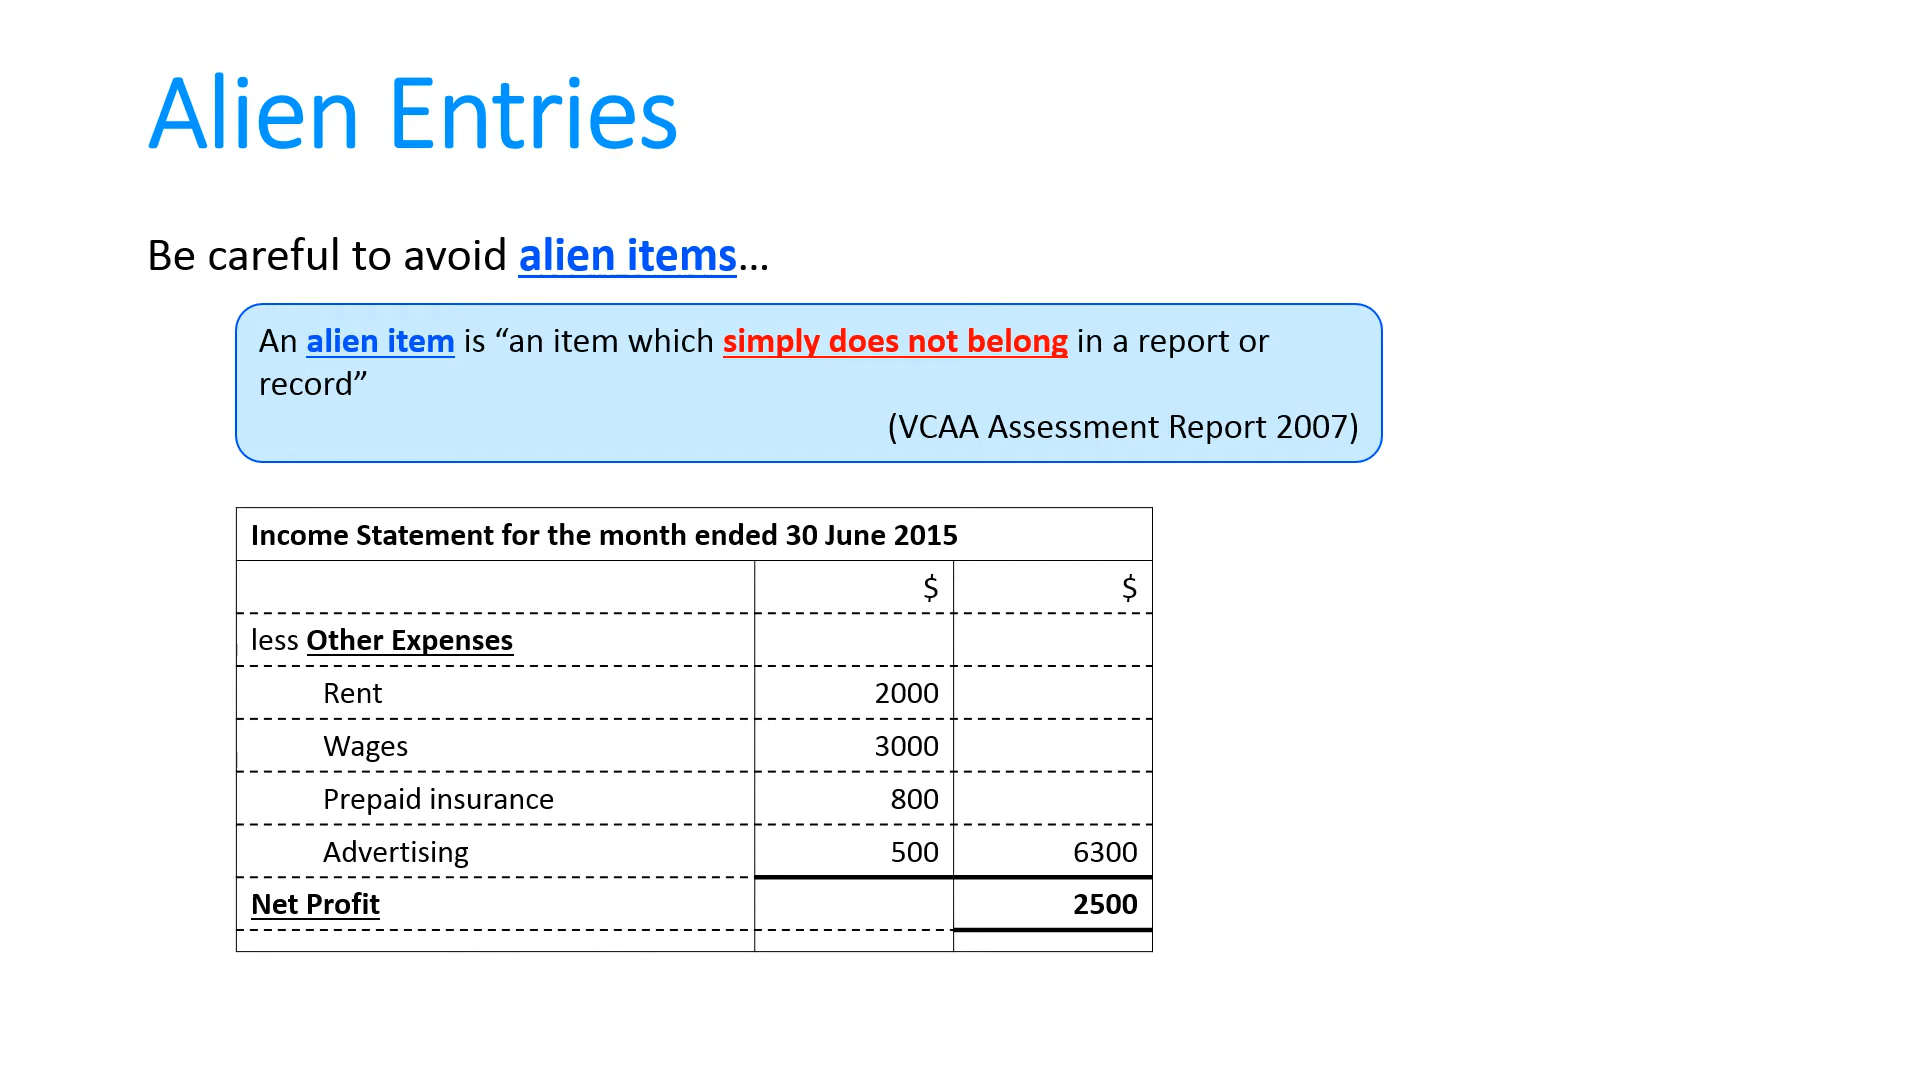 Alien Entries
Be careful to avoid alien items...
An alien item is “an item which simply does not belong in a report or
record”
(VCAA Assessment Report 2007)
Income Statement for the month ended 30 June 2015
$ $
less Other Expenses
Rent 2000
Wages 3000
Prepaid insurance 800
Advertising 500 6300
Net Profit 2500